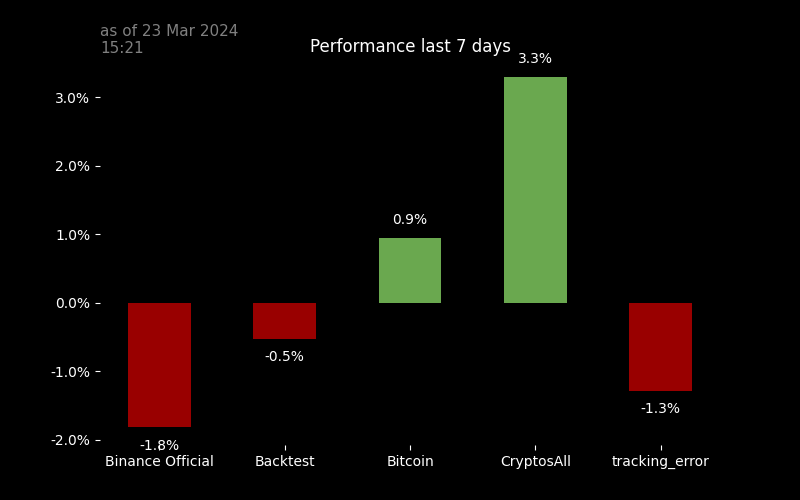 as of 23 Mar 2024
15:21
Performance last 7 days
3.3%
3.0%
2.0%
1.0%
0.9%
0.0%
-0.5%
-1.0%
-1.3%
-2.0%
-1.8%
Binance Official
Backtest
Bitcoin
CryptosAll
tracking_error